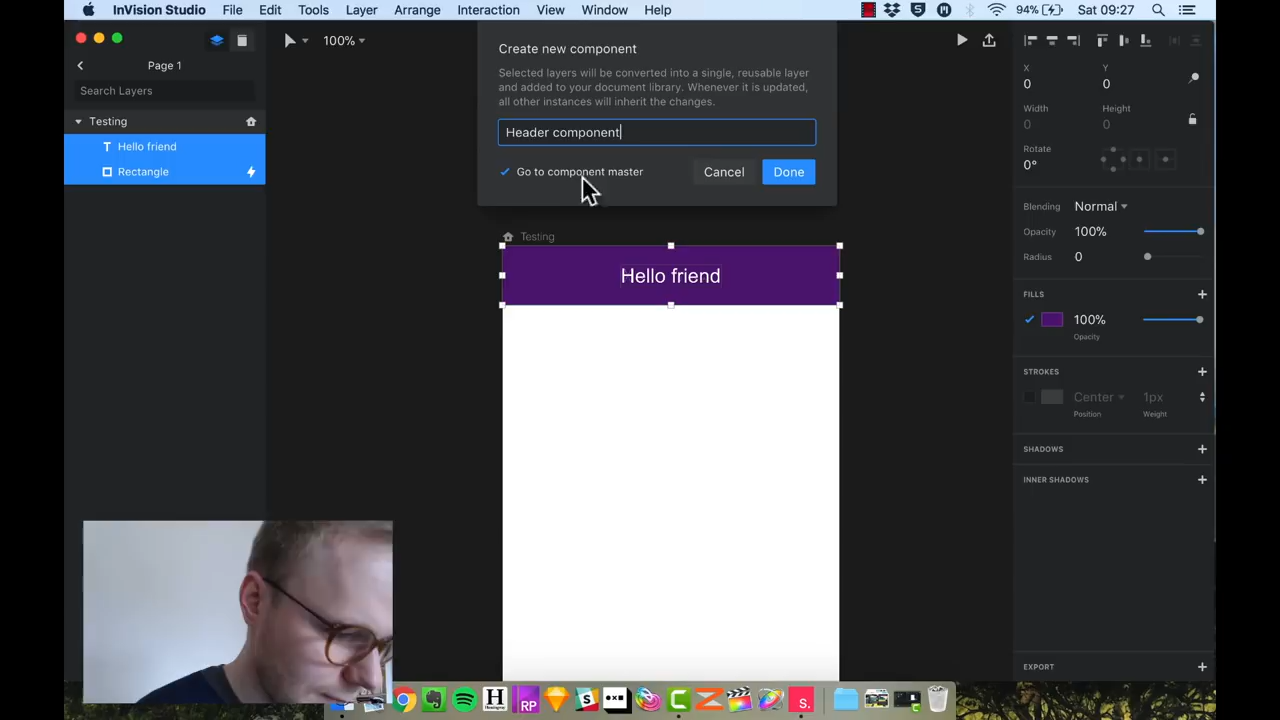 InVision Studio File Edit Tools Layer Arrange Interaction View Window Help 94% Sat 09:27
100%
Page 1
Search Layers
Testing
Hello friend
Rectangle
Create new component
Selected layers will be converted into a single, reusable layer
and added to your document library. Whenever it is updated,
all other instances will inherit the changes.
Header component
Go to component master
Cancel
Done
Testing
Hello friend
X Y
0 0
Width Height
0 0
Rotate
0°
Blending Normal
Opacity 100%
Radius 0
FILLS
100%
Opacity
STROKES
Center 1px
Position Weight
SHADOWS
INNER SHADOWS
EXPORT
H RP S.